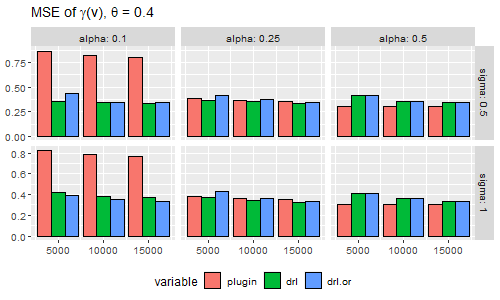 MSE of γ(v), θ = 0.4
alpha: 0.1
alpha: 0.25
alpha: 0.5
0.75
0.50
0.25
0.00
sigma: 0.5
0.8
0.6
0.4
0.2
0.0
sigma: 1
5000 10000 15000 5000 10000 15000 5000 10000 15000
variable plugin drl drl.or